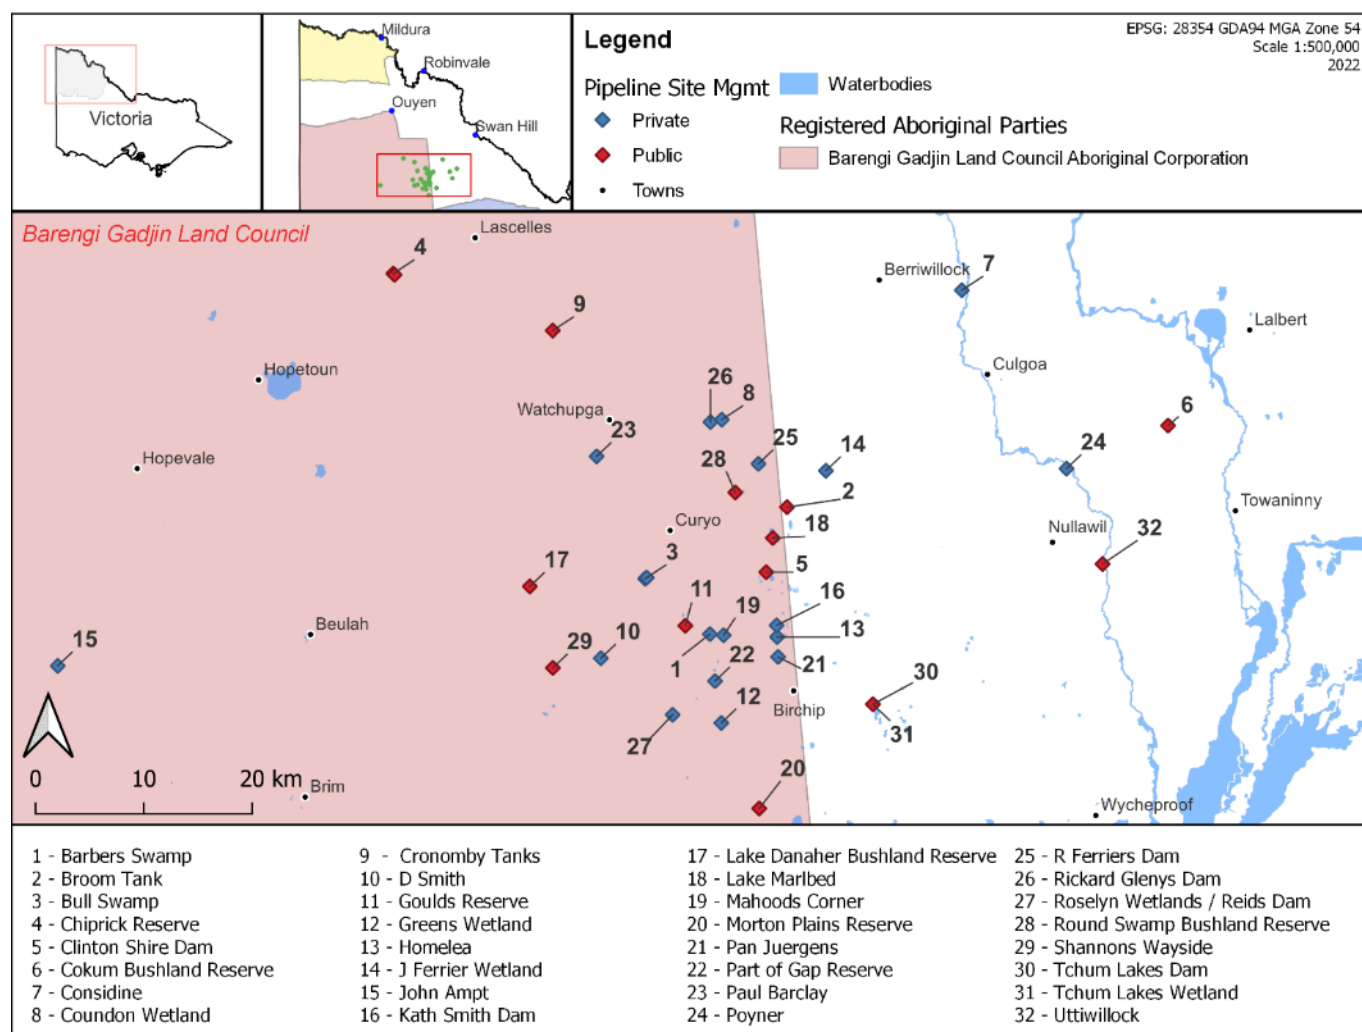 Victoria
Mildura
Robinvale
Ouyen
Swan Hill
Legend
Pipeline Site Mgmt
Private
Public
Towns
Waterbodies
Registered Aboriginal Parties
Barengi Gadjin Land Council Aboriginal Corporation
EPSG: 28354 GDA94 MGA Zone 54
Scale 1:500,000
2022
Barengi Gadjin Land Council
Lascelles
4
7
Berriwillock
9
Lalbert
Hopetoun
Culgoa
26
8
6
Watchupga
23
25
14
24
28
Hopevale
2
Towaninny
Curyo
18
Nullawil
32
3
5
17
11
19
16
Beulah
15
29
10
1
22
13
21
30
12
Birchip
31
27
20
0 10 20 km
Brim
Wycheproof
1 - Barbers Swamp
2 - Broom Tank
3 - Bull Swamp
4 - Chiprick Reserve
5 - Clinton Shire Dam
6 - Cokum Bushland Reserve
7 - Considine
8 - Coundon Wetland
9 - Cronomby Tanks
10 - D Smith
11 - Goulds Reserve
12 - Greens Wetland
13 - Homelea
14 - J Ferrier Wetland
15 - John Ampt
16 - Kath Smith Dam
17 - Lake Danaher Bushland Reserve
18 - Lake Marlbed
19 - Mahoods Corner
20 - Morton Plains Reserve
21 - Pan Juergens
22 - Part of Gap Reserve
23 - Paul Barclay
24 - Poyner
25 - R Ferriers Dam
26 - Rickard Glenys Dam
27 - Roselyn Wetlands / Reids Dam
28 - Round Swamp Bushland Reserve
29 - Shannons Wayside
30 - Tchum Lakes Dam
31 - Tchum Lakes Wetland
32 - Uttiwillock